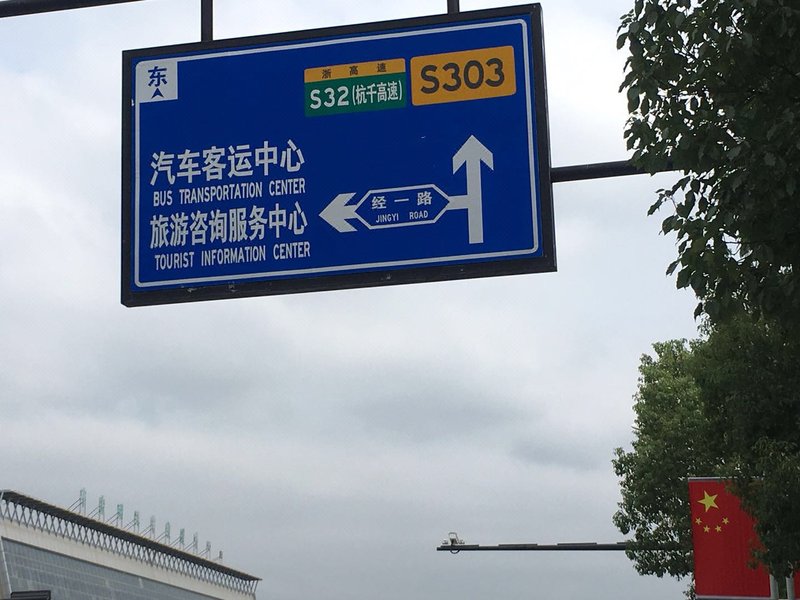 东
浙 高 速
S32(杭千高速)
S303
汽车客运中心
BUS TRANSPORTATION CENTER
旅游咨询服务中心
TOURIST INFORMATION CENTER
经 一 路
JINGYI ROAD